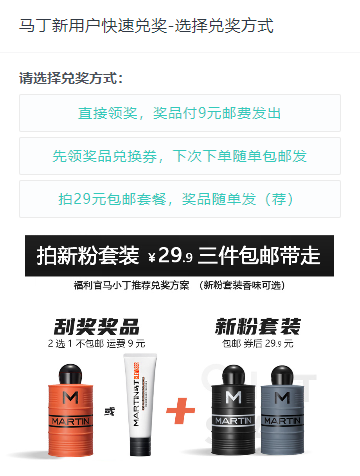 马丁新用户快速兑奖-选择兑奖方式
请选择兑奖方式：
直接领奖，奖品付9元邮费发出
先领奖品兑换券，下次下单随单包邮发
拍29元包邮套餐，奖品随单发（荐）
拍新粉套装 ¥29.9 三件包邮带走
福利官马小丁推荐兑奖方案 （新粉套装香味可选）
刮奖奖品
2选1不包邮 运费9元
新粉套装
包邮 券后29.9元
M
MARTIN
或
MARTIN
+
M
MARTIN
M
MARTIN